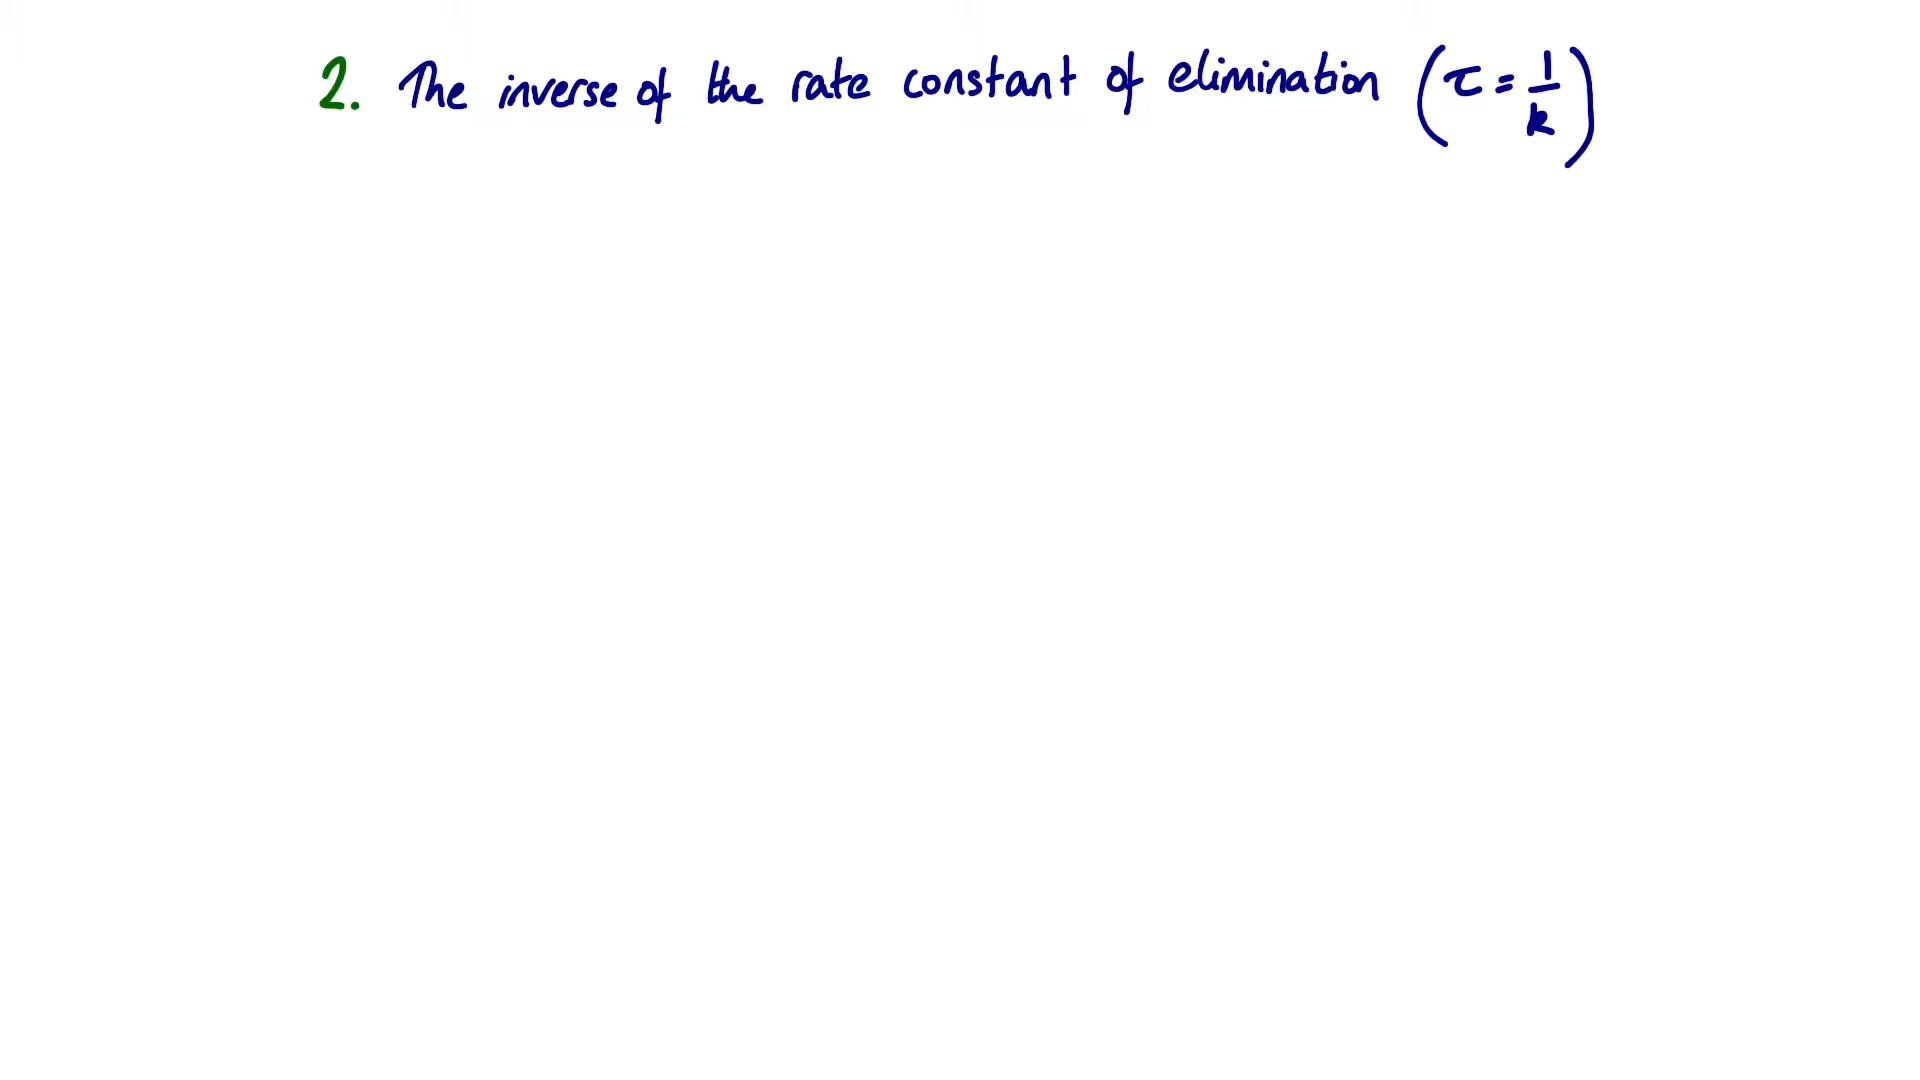 2. The inverse of the rate constant of elimination (τ = 1/k)